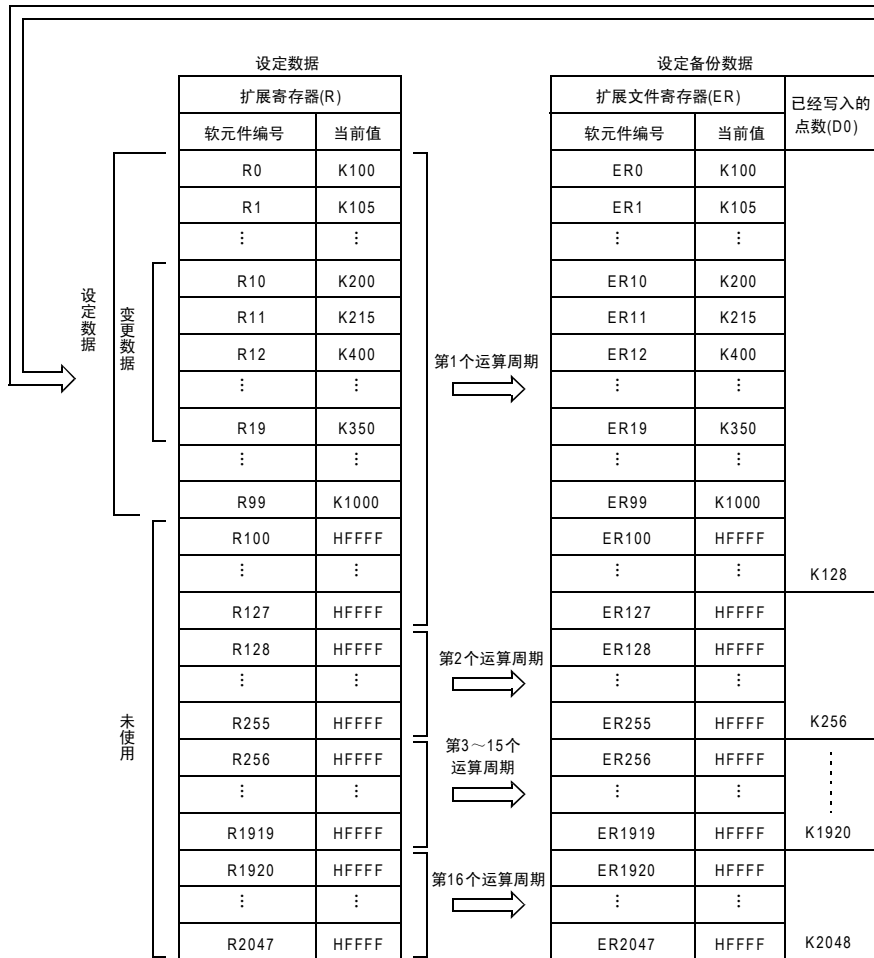 设定数据
设定备份数据
扩展寄存器(R)
扩展文件寄存器(ER)
已经写入的
点数(D0)
软元件编号 当前值
软元件编号 当前值
R0 K100
ER0 K100
R1 K105
ER1 K105
⋮ ⋮
⋮ ⋮
R10 K200
ER10 K200
R11 K215
ER11 K215
R12 K400
ER12 K400
⋮ ⋮
⋮ ⋮
R19 K350
ER19 K350
⋮ ⋮
⋮ ⋮
R99 K1000
ER99 K1000
R100 HFFFF
ER100 HFFFF
⋮ ⋮
⋮ ⋮
K128
R127 HFFFF
ER127 HFFFF
R128 HFFFF
ER128 HFFFF
⋮ ⋮
⋮ ⋮
R255 HFFFF
ER255 HFFFF
K256
R256 HFFFF
ER256 HFFFF
⋮ ⋮
⋮ ⋮
R1919 HFFFF
ER1919 HFFFF
K1920
R1920 HFFFF
ER1920 HFFFF
⋮ ⋮
⋮ ⋮
R2047 HFFFF
ER2047 HFFFF
K2048
设定数据
变更数据
未使用
第1个运算周期
第2个运算周期
第3～15个
运算周期
第16个运算周期